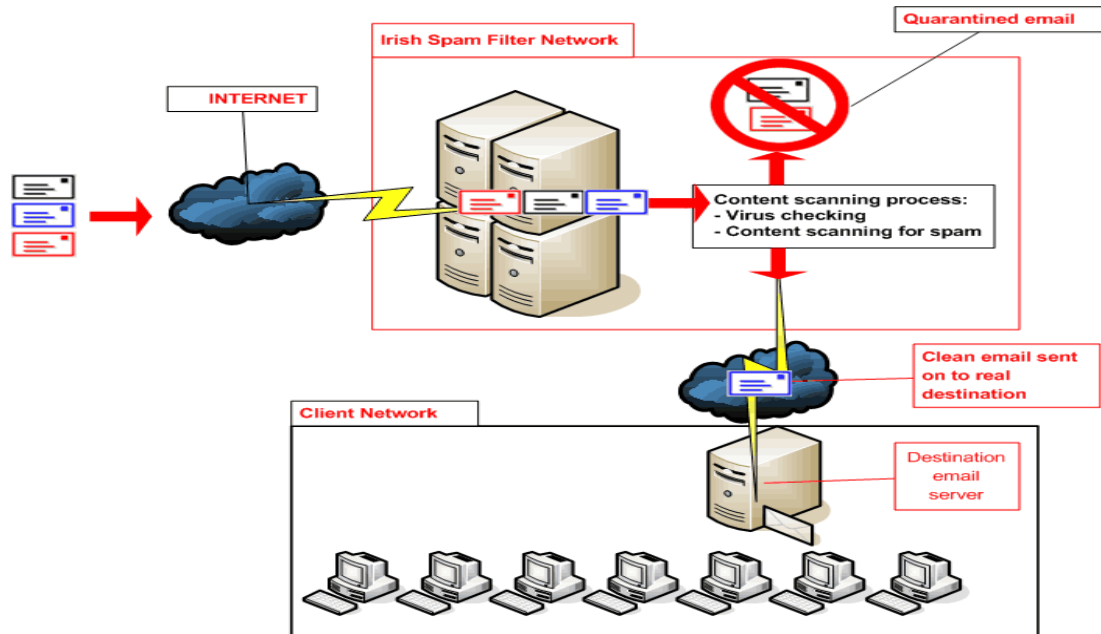 Quarantined email
Irish Spam Filter Network
INTERNET
Content scanning process:
- Virus checking
- Content scanning for spam
Clean email sent
on to real
destination
Client Network
Destination
email
server